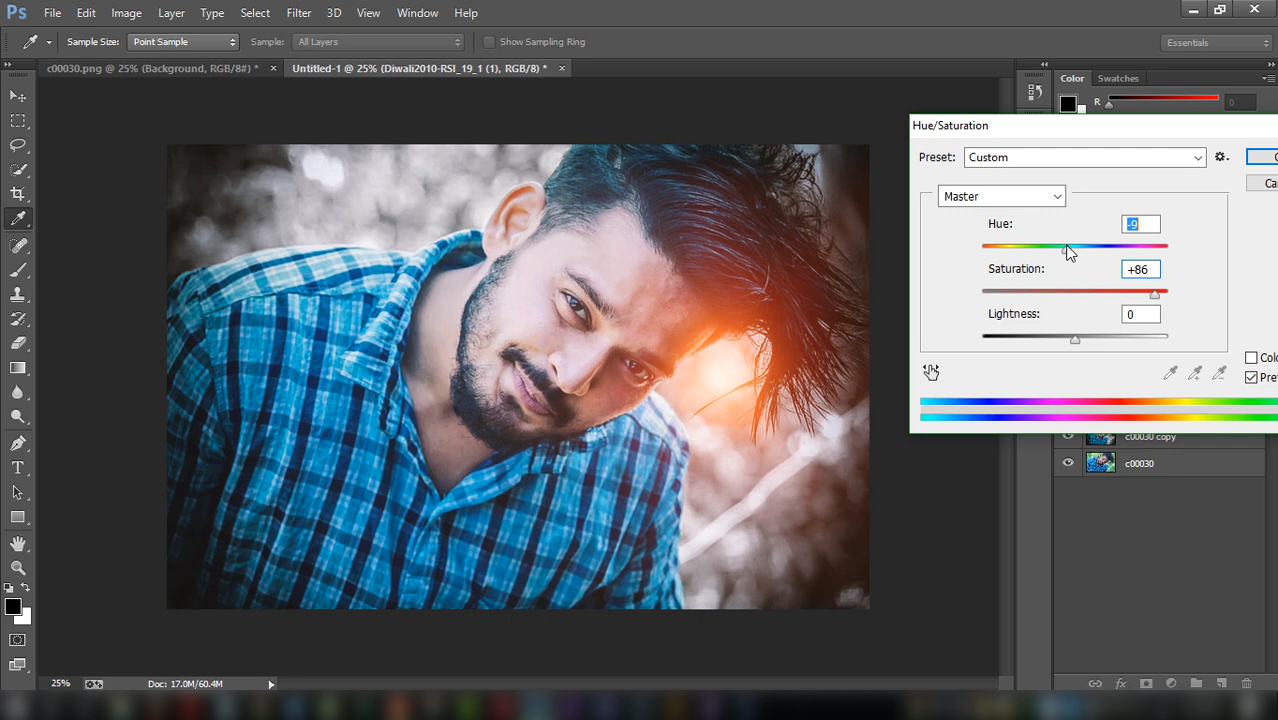 Ps File Edit Image Layer Type Select Filter 3D View Window Help
Sample Size: Point Sample Sample: All Layers Show Sampling Ring Essentials
c00030.png @ 25% (Background, RGB/8#) * × Untitled-1 @ 25% (Diwali2010-RSI_19_1 (1), RGB/8) * ×
Color Swatches
R 0
Hue/Saturation
Preset: Custom
Master
Hue: -9
Saturation: +86
Lightness: 0
c00030 copy
c00030
T
25% Doc: 17.0M/60.4M
fx